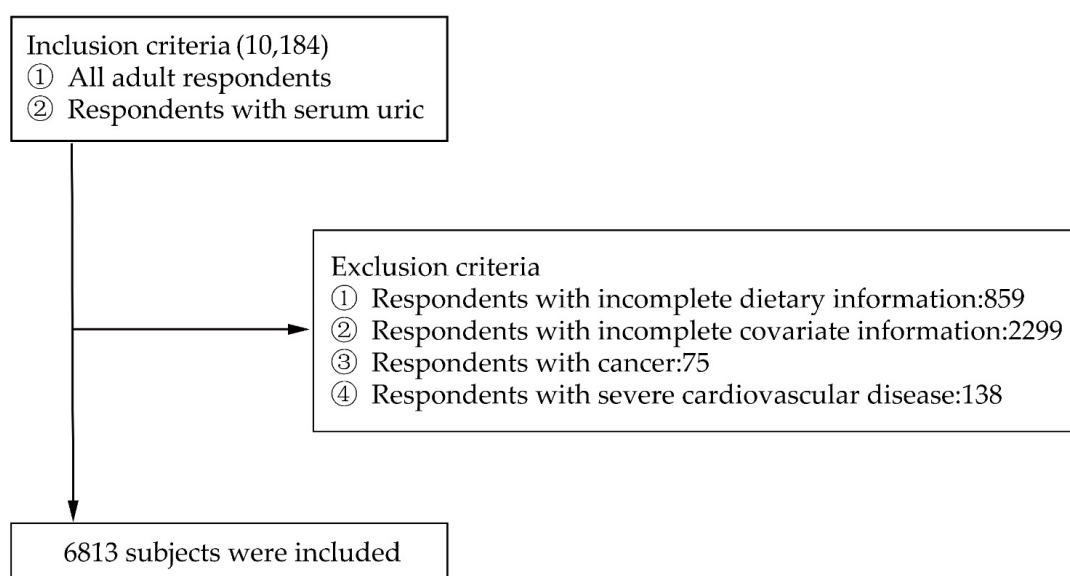 Inclusion criteria (10,184)
① All adult respondents
② Respondents with serum uric
Exclusion criteria
① Respondents with incomplete dietary information:859
② Respondents with incomplete covariate information:2299
③ Respondents with cancer:75
④ Respondents with severe cardiovascular disease:138
6813 subjects were included